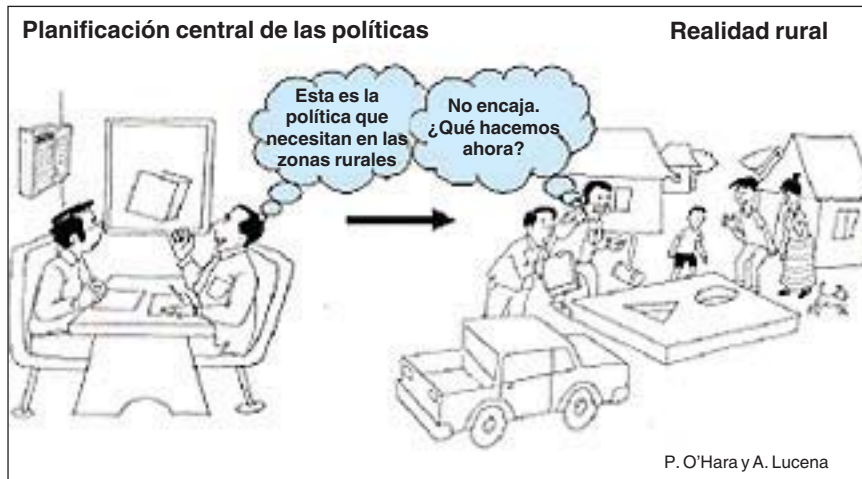 Planificación central de las políticas
Realidad rural
Esta es la
política que
necesitan en las
zonas rurales
No encaja.
¿Qué hacemos
ahora?
P. O'Hara y A. Lucena